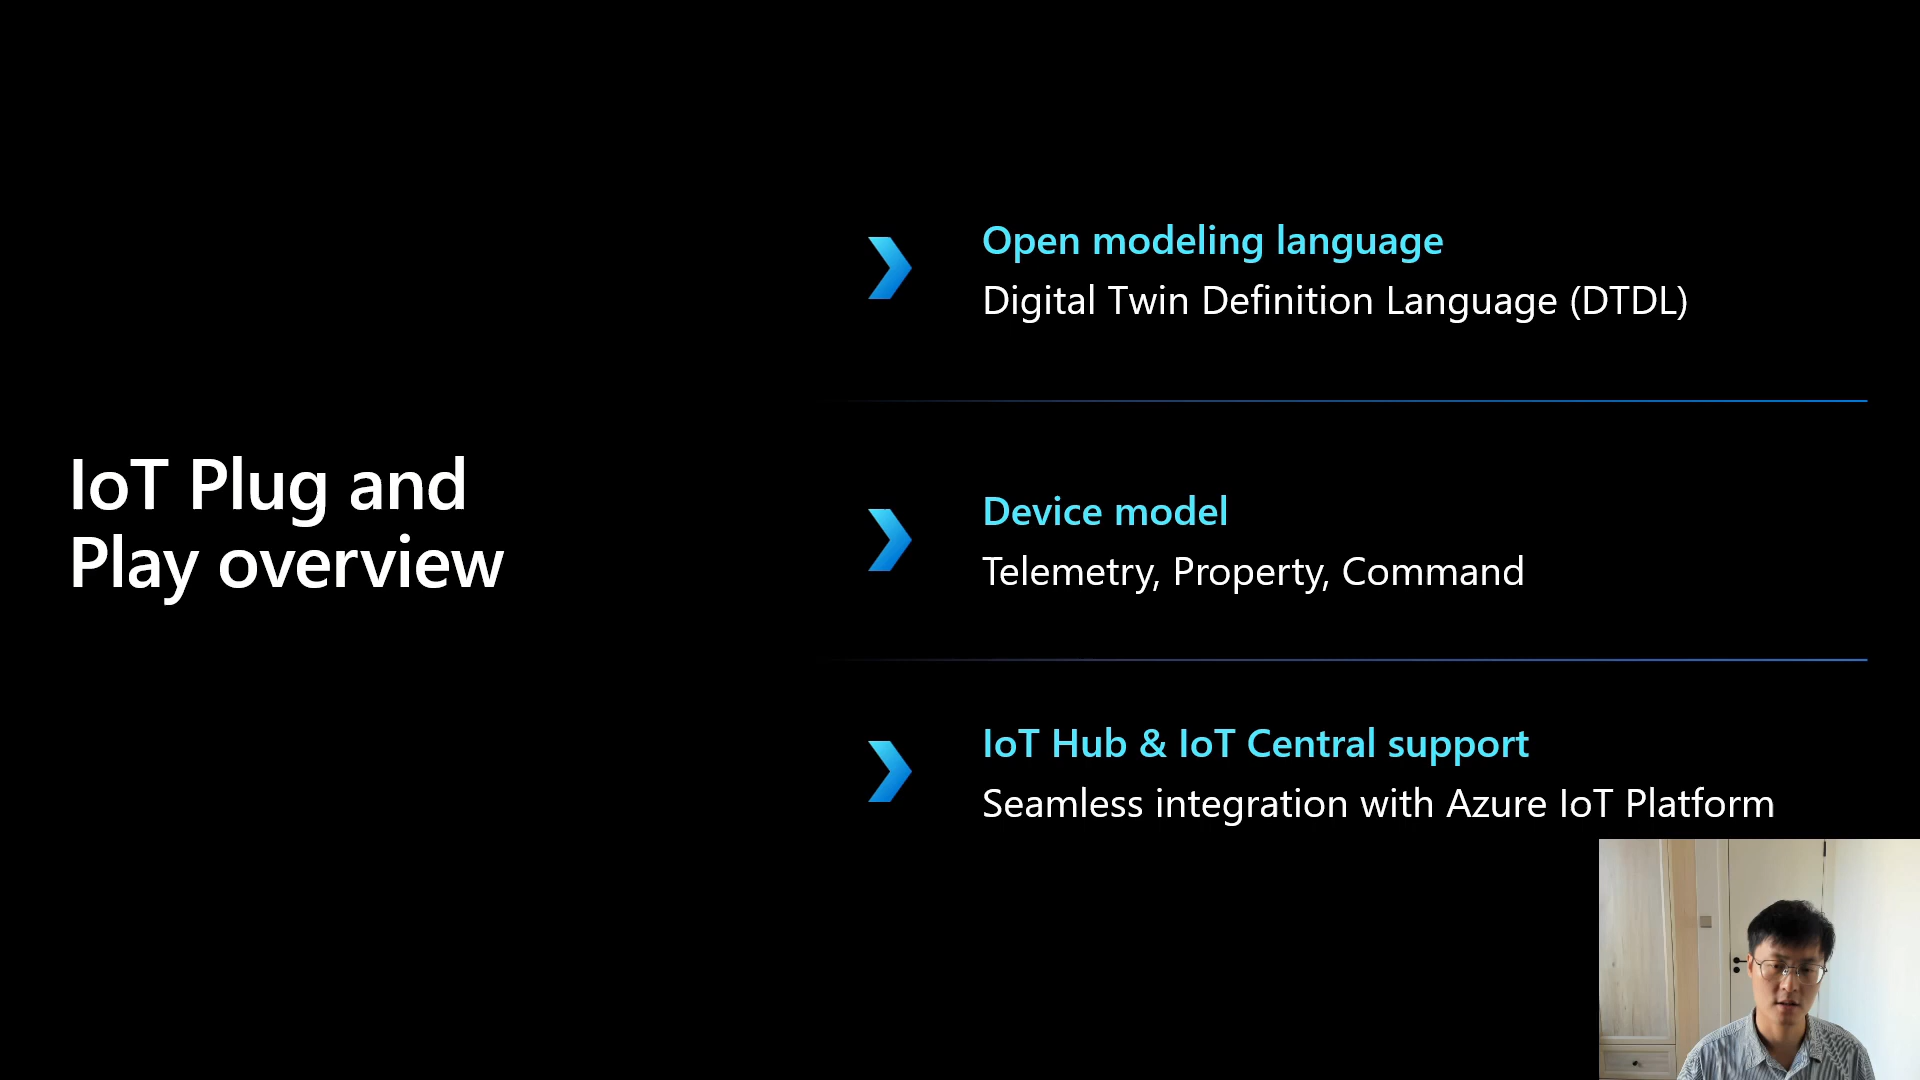 IoT Plug and
Play overview
Open modeling language
Digital Twin Definition Language (DTDL)
Device model
Telemetry, Property, Command
IoT Hub & IoT Central support
Seamless integration with Azure IoT Platform